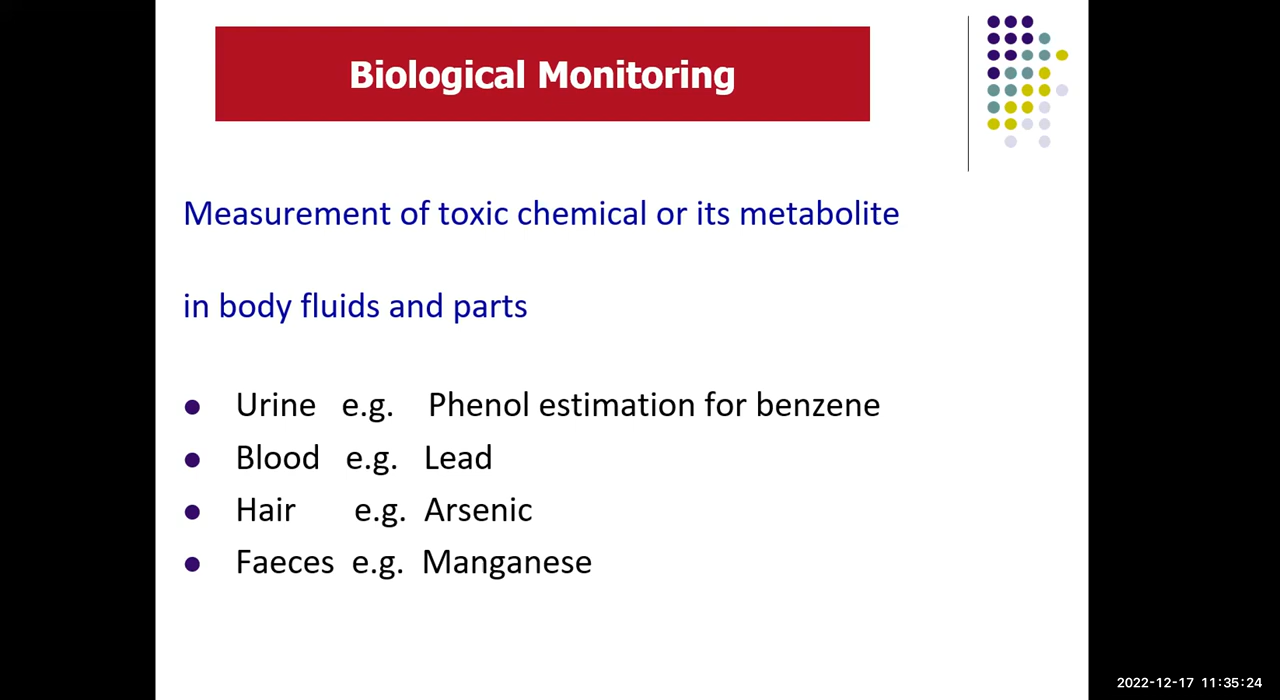 Biological Monitoring
Measurement of toxic chemical or its metabolite
in body fluids and parts
Urine e.g. Phenol estimation for benzene
Blood e.g. Lead
Hair e.g. Arsenic
Faeces e.g. Manganese
2022-12-17 11:35:24